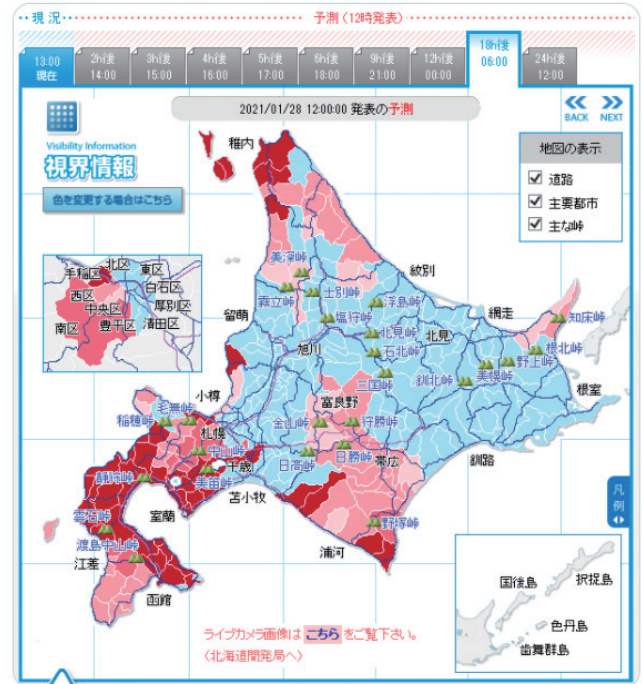 現況
予測(12時発表)
13:00 現在
2h後 14:00
3h後 15:00
4h後 16:00
5h後 17:00
6h後 18:00
9h後 21:00
12h後 00:00
18h後 06:00
24h後 12:00
2021/01/28 12:00:00 発表の予測
BACK NEXT
Visibility Information
視界情報
色を変更する場合はこちら
地図の表示
道路
主要都市
主な峠
稚内
手稲区
北区
東区
西区
白石区
中央区
厚別区
南区
豊平区
清田区
美深峠
紋別
霧立峠
士別峠
浮島峠
網走
知床峠
留萌
塩狩峠
北見峠
北見
根北峠
旭川
石北峠
野上峠
三国峠
釧北峠
美幌峠
根室
小樽
富良野
毛無峠
稲穂峠
札幌
金山峠
狩勝峠
中山峠
日勝峠
釧路
千歳
日高峠
帯広
静狩峠
美笛峠
苫小牧
凡例
雲石峠
室蘭
野塚峠
渡島中山峠
浦河
江差
函館
国後島
択捉島
色丹島
歯舞群島
ライブカメラ画像は こちら をご覧下さい。
(北海道開発局へ)